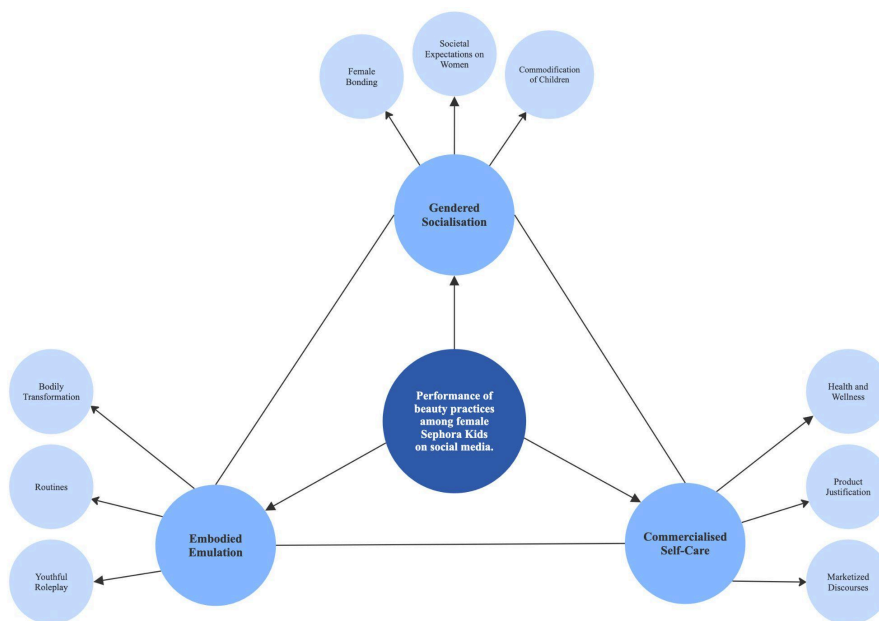 Societal
Expectations on
Women
Female
Bonding
Commodification
of Children
Gendered
Socialisation
Performance of
beauty practices
among female
Sephora Kids
on social media.
Bodily
Transformation
Routines
Youthful
Roleplay
Embodied
Emulation
Commercialised
Self-Care
Health and
Wellness
Product
Justification
Marketized
Discourses